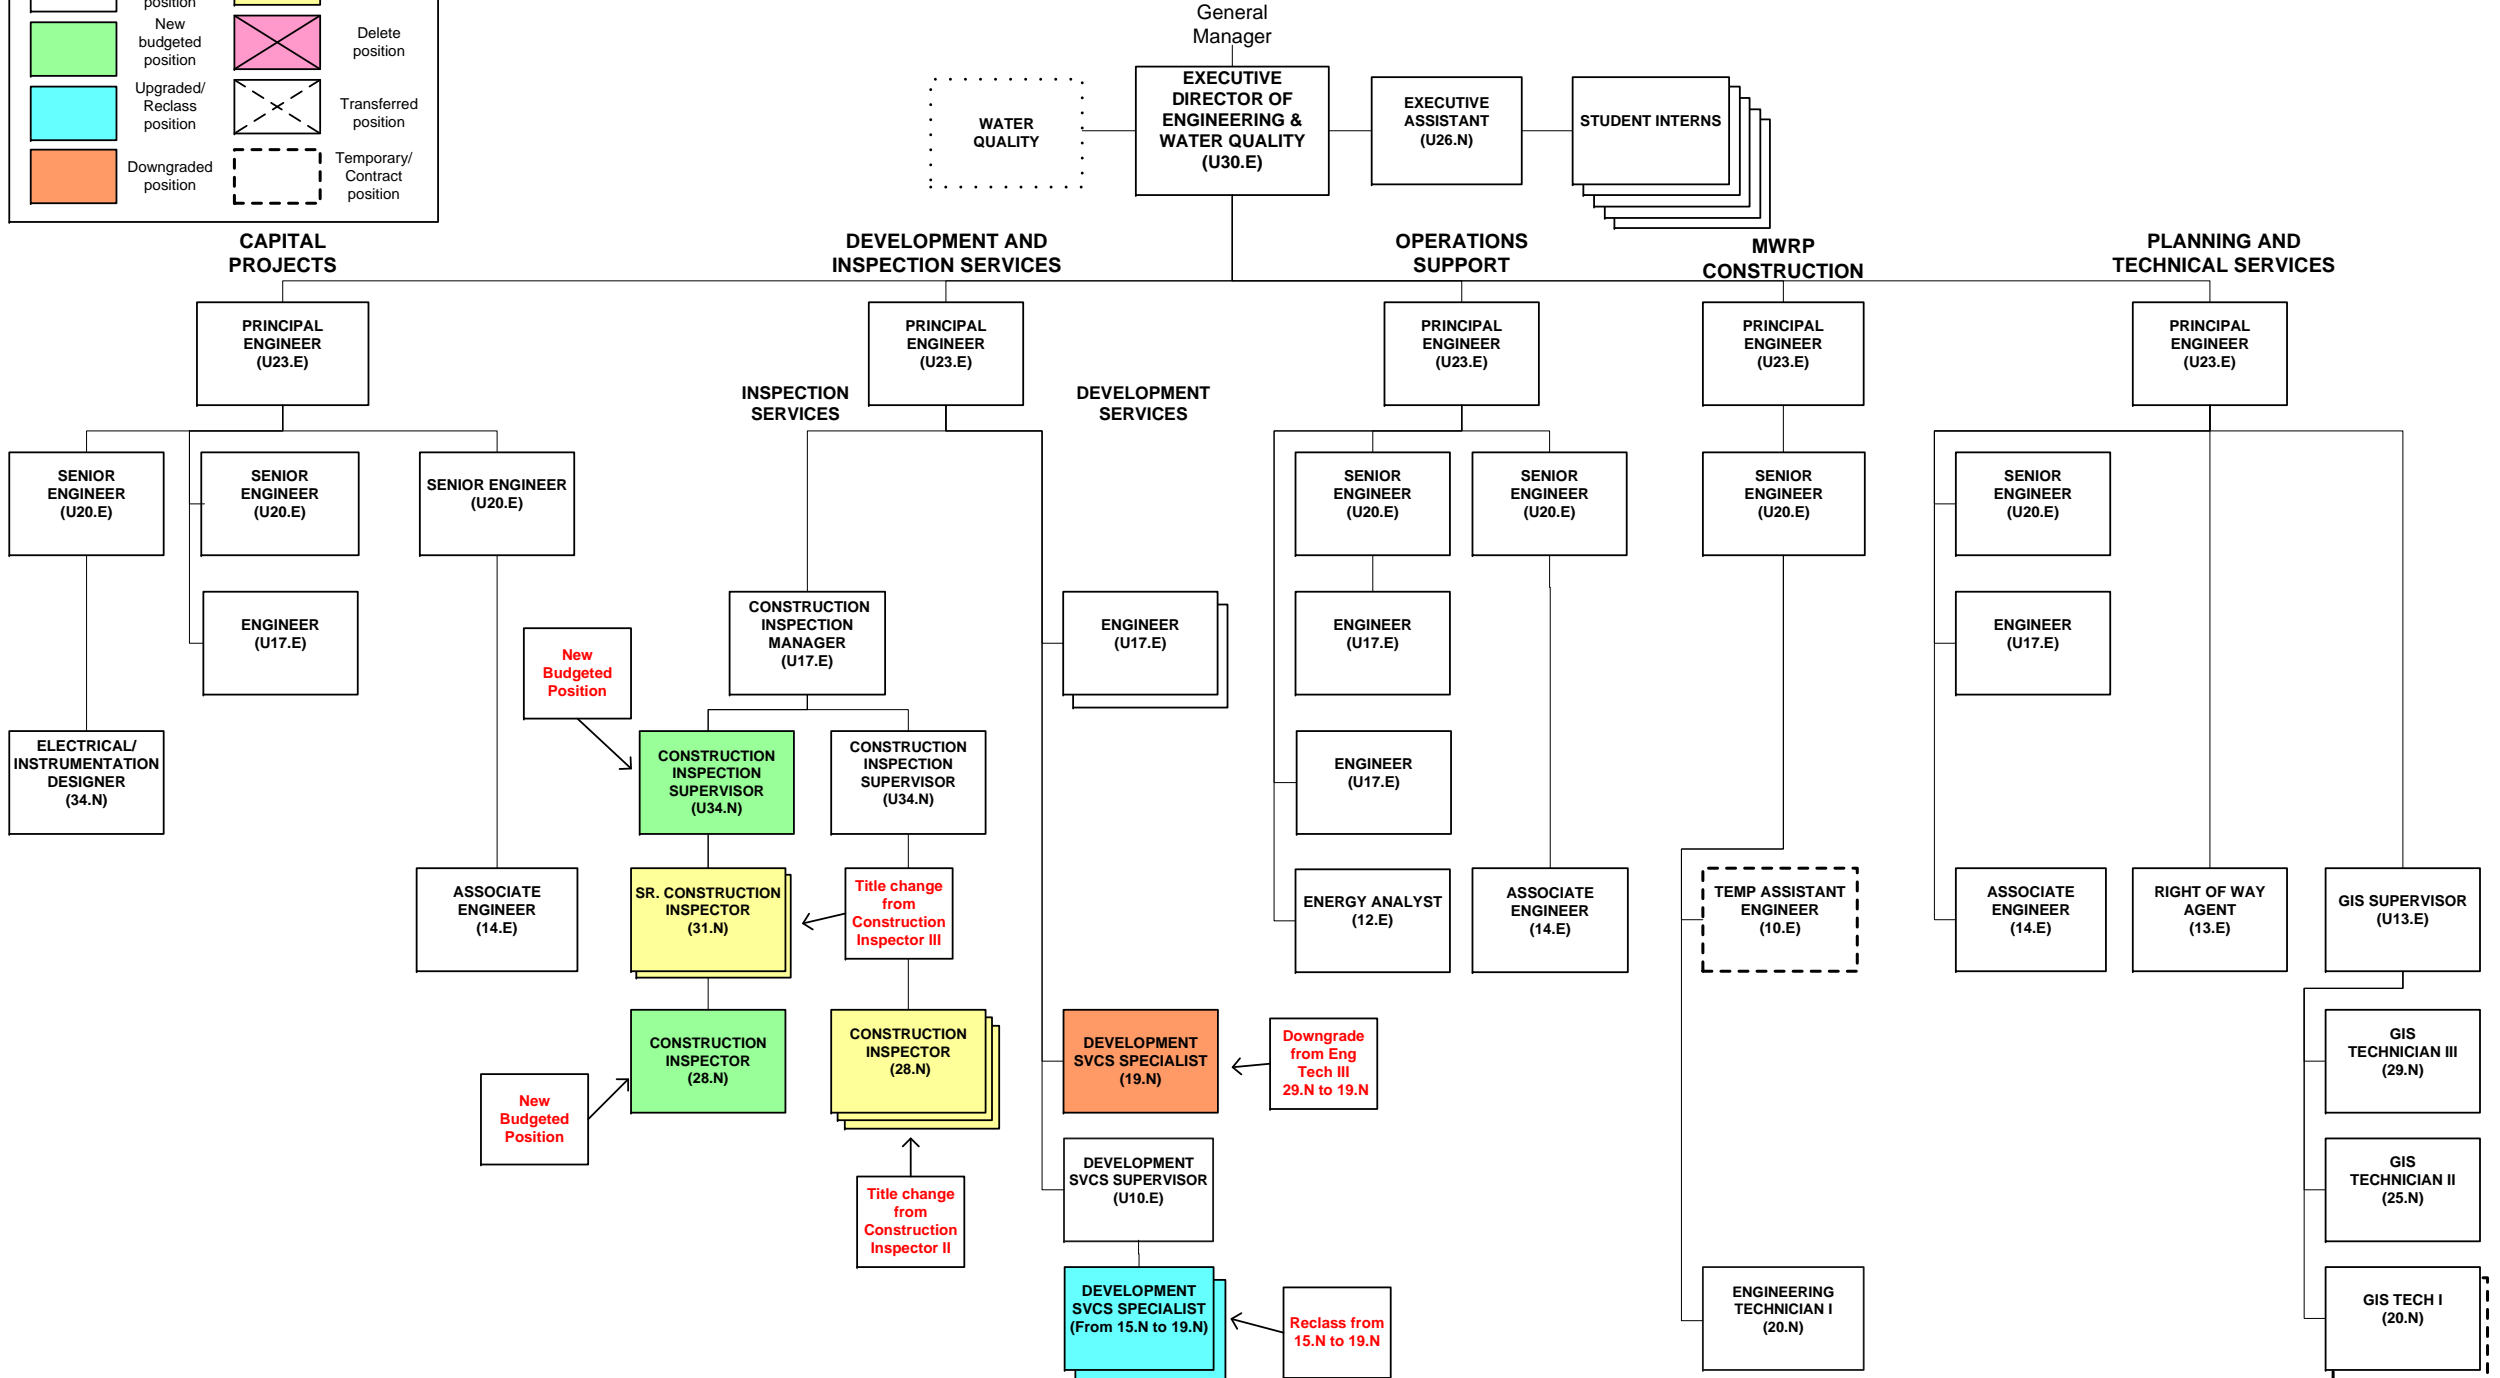 position
New
budgeted
position
Delete
position
Upgraded/
Reclass
position
Transferred
position
Downgraded
position
Temporary/
Contract
position
General
Manager
WATER
QUALITY
EXECUTIVE
DIRECTOR OF
ENGINEERING &
WATER QUALITY
(U30.E)
EXECUTIVE
ASSISTANT
(U26.N)
STUDENT INTERNS
CAPITAL
PROJECTS
DEVELOPMENT AND
INSPECTION SERVICES
OPERATIONS
SUPPORT
MWRP
CONSTRUCTION
PLANNING AND
TECHNICAL SERVICES
PRINCIPAL
ENGINEER
(U23.E)
PRINCIPAL
ENGINEER
(U23.E)
PRINCIPAL
ENGINEER
(U23.E)
PRINCIPAL
ENGINEER
(U23.E)
PRINCIPAL
ENGINEER
(U23.E)
INSPECTION
SERVICES
DEVELOPMENT
SERVICES
SENIOR
ENGINEER
(U20.E)
SENIOR
ENGINEER
(U20.E)
SENIOR ENGINEER
(U20.E)
SENIOR
ENGINEER
(U20.E)
SENIOR
ENGINEER
(U20.E)
SENIOR
ENGINEER
(U20.E)
SENIOR
ENGINEER
(U20.E)
ENGINEER
(U17.E)
New
Budgeted
Position
CONSTRUCTION
INSPECTION
MANAGER
(U17.E)
ENGINEER
(U17.E)
ENGINEER
(U17.E)
ENGINEER
(U17.E)
ELECTRICAL/
INSTRUMENTATION
DESIGNER
(34.N)
CONSTRUCTION
INSPECTION
SUPERVISOR
(U34.N)
CONSTRUCTION
INSPECTION
SUPERVISOR
(U34.N)
ENGINEER
(U17.E)
ASSOCIATE
ENGINEER
(14.E)
SR. CONSTRUCTION
INSPECTOR
(31.N)
Title change
from
Construction
Inspector III
ENERGY ANALYST
(12.E)
ASSOCIATE
ENGINEER
(14.E)
TEMP ASSISTANT
ENGINEER
(10.E)
ASSOCIATE
ENGINEER
(14.E)
RIGHT OF WAY
AGENT
(13.E)
GIS SUPERVISOR
(U13.E)
New
Budgeted
Position
CONSTRUCTION
INSPECTOR
(28.N)
CONSTRUCTION
INSPECTOR
(28.N)
DEVELOPMENT
SVCS SPECIALIST
(19.N)
Downgrade
from Eng
Tech III
29.N to 19.N
GIS
TECHNICIAN III
(29.N)
Title change
from
Construction
Inspector II
DEVELOPMENT
SVCS SUPERVISOR
(U10.E)
GIS
TECHNICIAN II
(25.N)
DEVELOPMENT
SVCS SPECIALIST
(From 15.N to 19.N)
Reclass from
15.N to 19.N
ENGINEERING
TECHNICIAN I
(20.N)
GIS TECH I
(20.N)